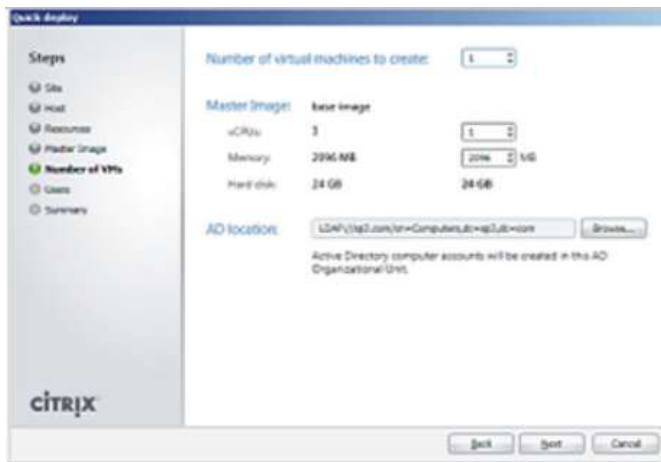 Quick deploy
Steps
Site
Host
Resources
Master Image
Number of VMs
Users
Summary
Number of virtual machines to create: 1
Master Image: base image
vCPUs: 1
Memory: 2096 MB 2096 MB
Hard disk: 24 GB 24 GB
AD location: Browse...
Active Directory computer accounts will be created in this AD
Organizational Unit.
CITRIX
Back Next Cancel